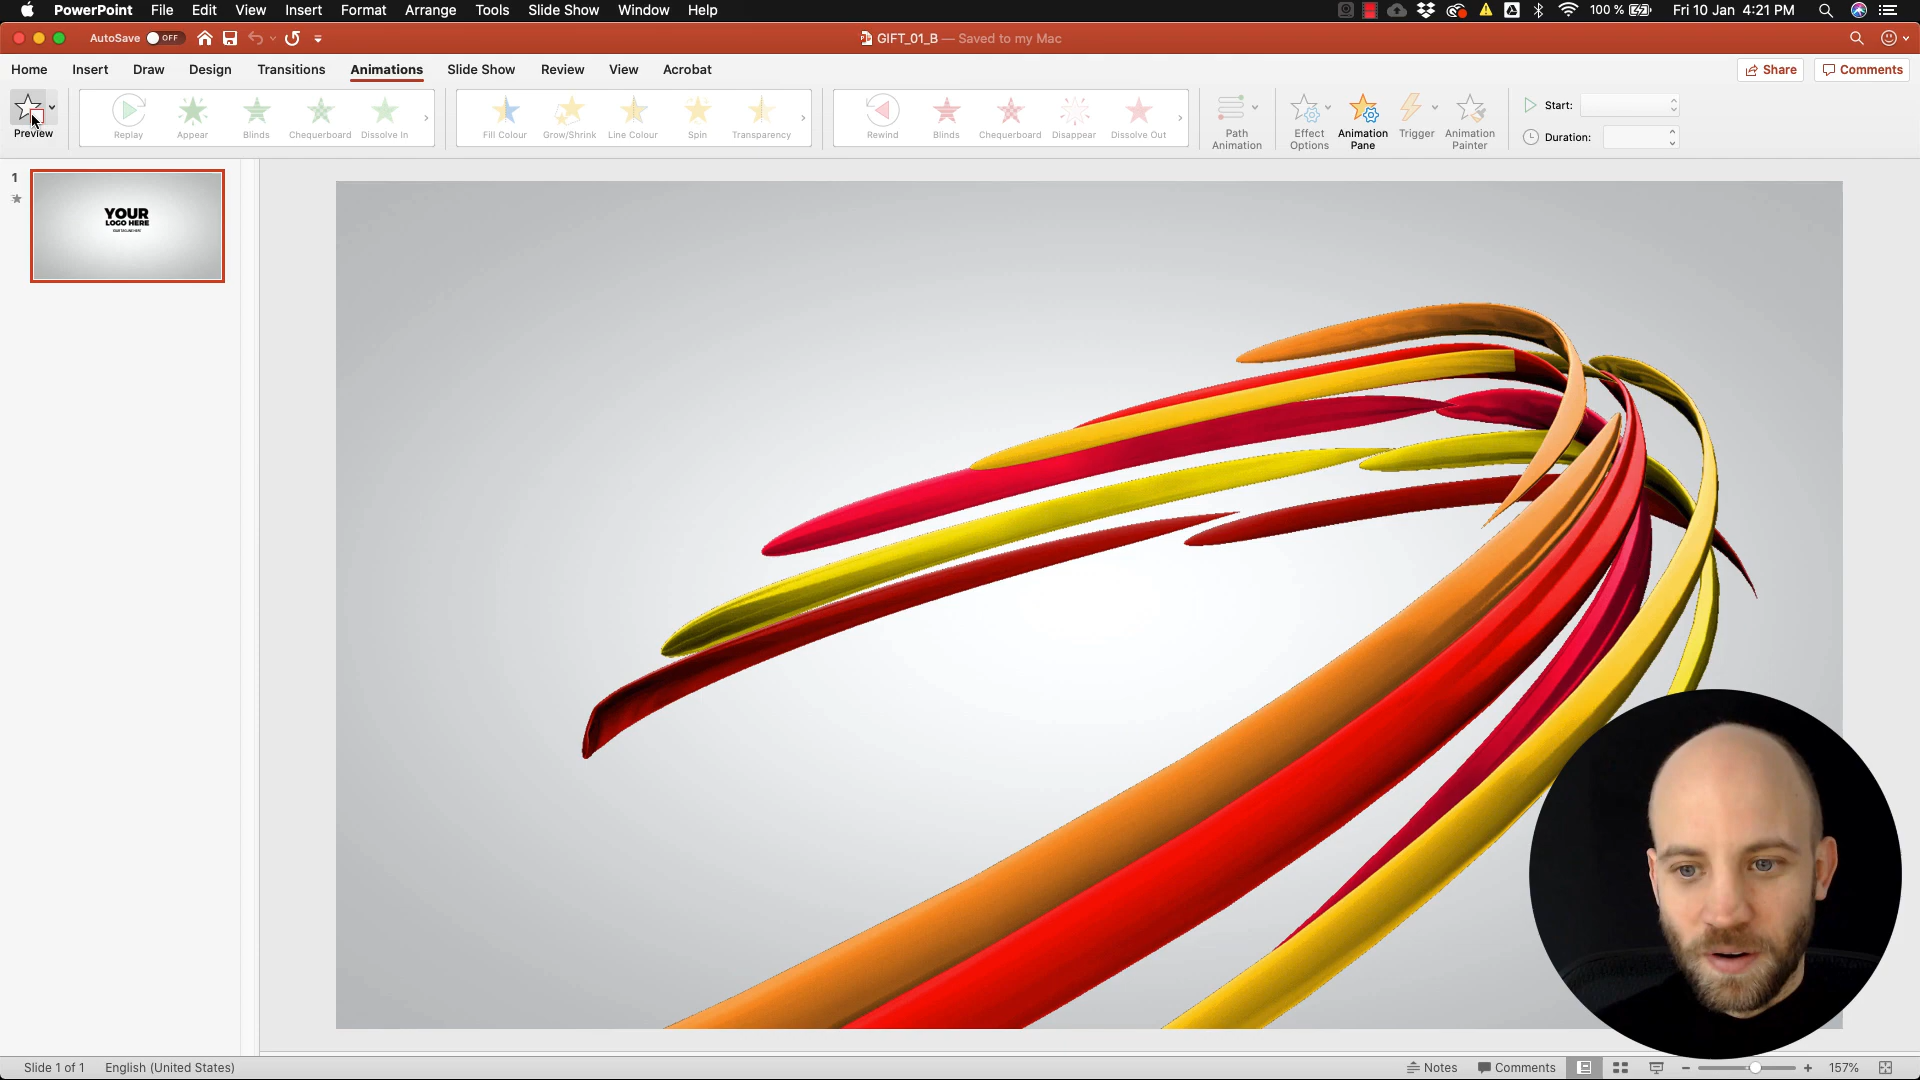 PowerPoint File Edit View Insert Format Arrange Tools Slide Show Window Help 100 % Fri 10 Jan 4:21 PM
AutoSave OFF GIFT_01_B — Saved to my Mac
Home Insert Draw Design Transitions Animations Slide Show Review View Acrobat Share Comments
Preview Replay Appear Blinds Chequerboard Dissolve In Fill Colour Grow/Shrink Line Colour Spin Transparency Rewind Blinds Chequerboard Disappear Dissolve Out Path Animation Effect Options Animation Pane Trigger Animation Painter Start:
Duration:
1
YOUR
LOGO HERE
YOUR TAGLINE HERE
Slide 1 of 1 English (United States) Notes Comments 157%